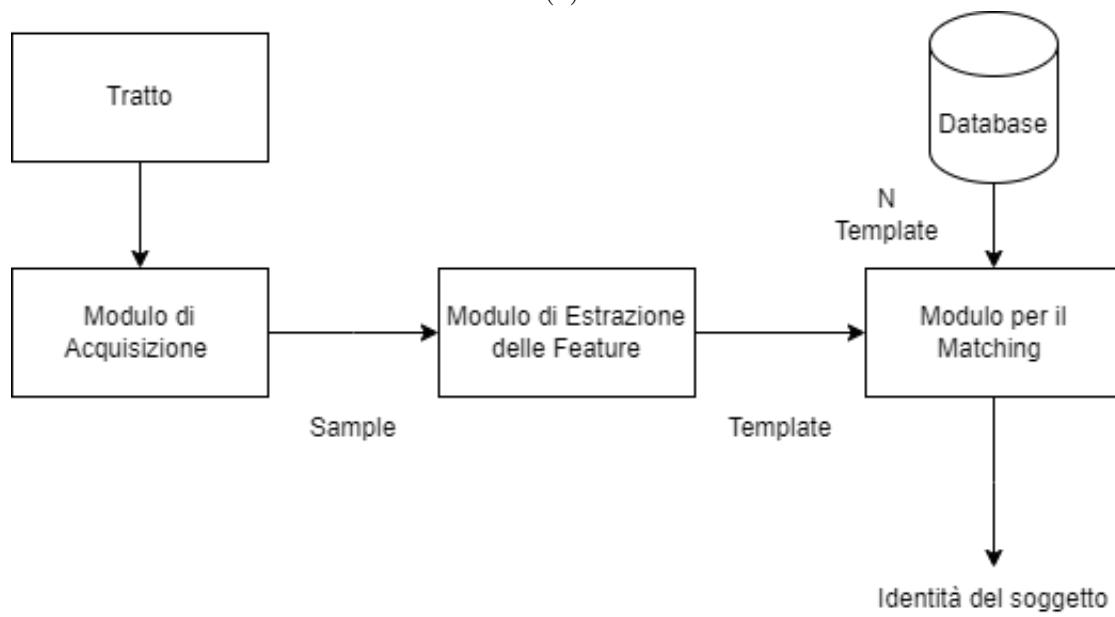 Tratto
Database
N
Template
Modulo di
Acquisizione
Modulo di Estrazione
delle Feature
Modulo per il
Matching
Sample
Template
Identità del soggetto